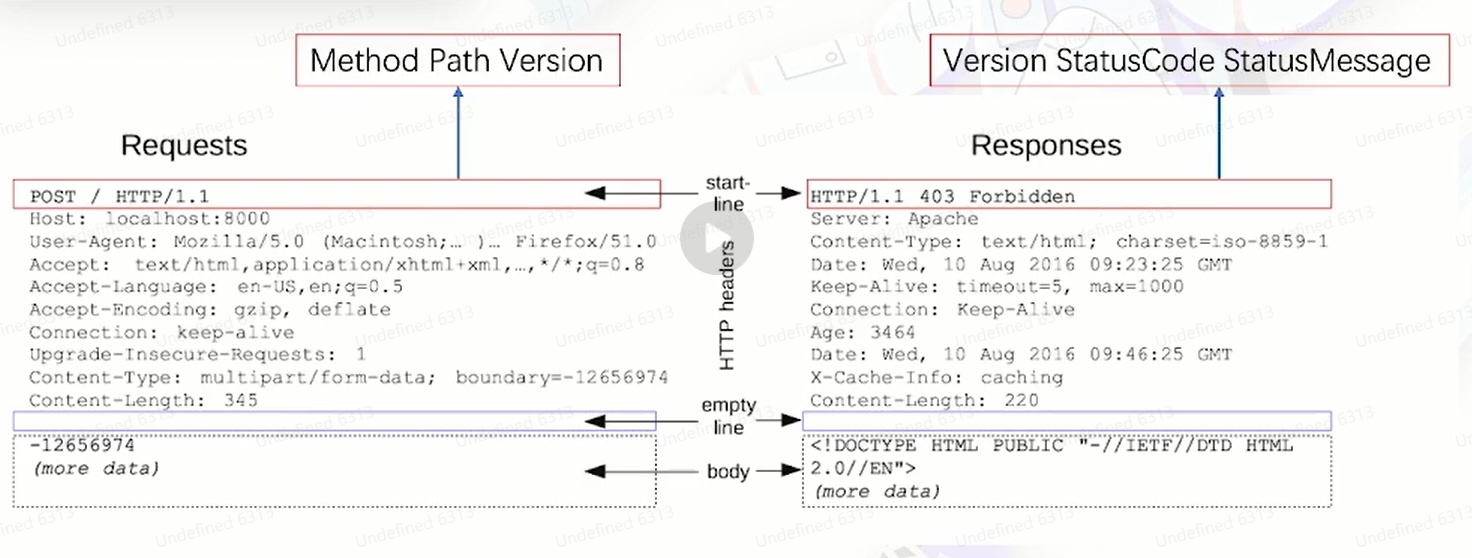 Method Path Version
Version StatusCode StatusMessage
Requests
Responses
POST / HTTP/1.1
Host: localhost:8000
User-Agent: Mozilla/5.0 (Macintosh;… )… Firefox/51.0
Accept: text/html,application/xhtml+xml,…,*/*;q=0.8
Accept-Language: en-US,en;q=0.5
Accept-Encoding: gzip, deflate
Connection: keep-alive
Upgrade-Insecure-Requests: 1
Content-Type: multipart/form-data; boundary=-12656974
Content-Length: 345
-12656974
(more data)
start-
line
HTTP headers
empty
line
body
HTTP/1.1 403 Forbidden
Server: Apache
Content-Type: text/html; charset=iso-8859-1
Date: Wed, 10 Aug 2016 09:23:25 GMT
Keep-Alive: timeout=5, max=1000
Connection: Keep-Alive
Age: 3464
Date: Wed, 10 Aug 2016 09:46:25 GMT
X-Cache-Info: caching
Content-Length: 220
<!DOCTYPE HTML PUBLIC "-//IETF//DTD HTML
2.0//EN">
(more data)
Undefined 6313